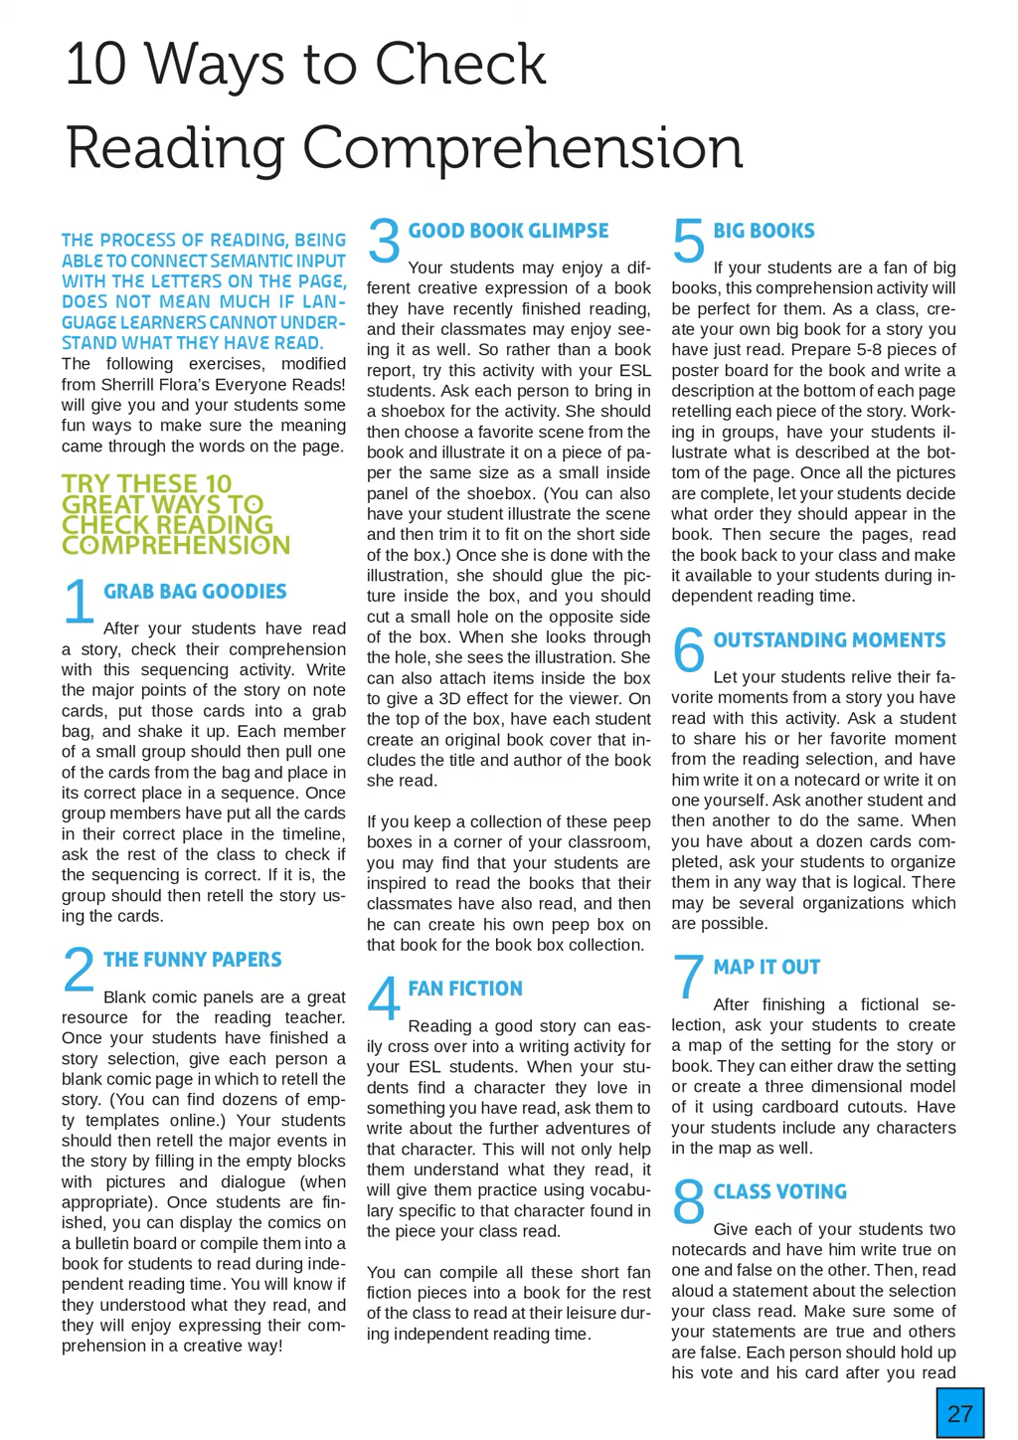 10 Ways to Check
Reading Comprehension
THE PROCESS OF READING, BEING
ABLE TO CONNECT SEMANTIC INPUT
WITH THE LETTERS ON THE PAGE,
DOES NOT MEAN MUCH IF LAN-
GUAGE LEARNERS CANNOT UNDER-
STAND WHAT THEY HAVE READ.
The following exercises, modified
from Sherrill Flora's Everyone Reads!
will give you and your students some
fun ways to make sure the meaning
came through the words on the page.
TRY THESE 10
GREAT WAYS TO
CHECK READING
COMPREHENSION
1 GRAB BAG GOODIES
After your students have read
a story, check their comprehension
with this sequencing activity. Write
the major points of the story on note
cards, put those cards into a grab
bag, and shake it up. Each member
of a small group should then pull one
of the cards from the bag and place in
its correct place in a sequence. Once
group members have put all the cards
in their correct place in the timeline,
ask the rest of the class to check if
the sequencing is correct. If it is, the
group should then retell the story us-
ing the cards.
2 THE FUNNY PAPERS
Blank comic panels are a great
resource for the reading teacher.
Once your students have finished a
story selection, give each person a
blank comic page in which to retell the
story. (You can find dozens of emp-
ty templates online.) Your students
should then retell the major events in
the story by filling in the empty blocks
with pictures and dialogue (when
appropriate). Once students are fin-
ished, you can display the comics on
a bulletin board or compile them into a
book for students to read during inde-
pendent reading time. You will know if
they understood what they read, and
they will enjoy expressing their com-
prehension in a creative way!
3 GOOD BOOK GLIMPSE
Your students may enjoy a dif-
ferent creative expression of a book
they have recently finished reading,
and their classmates may enjoy see-
ing it as well. So rather than a book
report, try this activity with your ESL
students. Ask each person to bring in
a shoebox for the activity. She should
then choose a favorite scene from the
book and illustrate it on a piece of pa-
per the same size as a small inside
panel of the shoebox. (You can also
have your student illustrate the scene
and then trim it to fit on the short side
of the box.) Once she is done with the
illustration, she should glue the pic-
ture inside the box, and you should
cut a small hole on the opposite side
of the box. When she looks through
the hole, she sees the illustration. She
can also attach items inside the box
to give a 3D effect for the viewer. On
the top of the box, have each student
create an original book cover that in-
cludes the title and author of the book
she read.
If you keep a collection of these peep
boxes in a corner of your classroom,
you may find that your students are
inspired to read the books that their
classmates have also read, and then
he can create his own peep box on
that book for the book box collection.
4 FAN FICTION
Reading a good story can eas-
ily cross over into a writing activity for
your ESL students. When your stu-
dents find a character they love in
something you have read, ask them to
write about the further adventures of
that character. This will not only help
them understand what they read, it
will give them practice using vocabu-
lary specific to that character found in
the piece your class read.
You can compile all these short fan
fiction pieces into a book for the rest
of the class to read at their leisure dur-
ing independent reading time.
5 BIG BOOKS
If your students are a fan of big
books, this comprehension activity will
be perfect for them. As a class, cre-
ate your own big book for a story you
have just read. Prepare 5-8 pieces of
poster board for the book and write a
description at the bottom of each page
retelling each piece of the story. Work-
ing in groups, have your students il-
lustrate what is described at the bot-
tom of the page. Once all the pictures
are complete, let your students decide
what order they should appear in the
book. Then secure the pages, read
the book back to your class and make
it available to your students during in-
dependent reading time.
6 OUTSTANDING MOMENTS
Let your students relive their fa-
vorite moments from a story you have
read with this activity. Ask a student
to share his or her favorite moment
from the reading selection, and have
him write it on a notecard or write it on
one yourself. Ask another student and
then another to do the same. When
you have about a dozen cards com-
pleted, ask your students to organize
them in any way that is logical. There
may be several organizations which
are possible.
7 MAP IT OUT
After finishing a fictional se-
lection, ask your students to create
a map of the setting for the story or
book. They can either draw the setting
or create a three dimensional model
of it using cardboard cutouts. Have
your students include any characters
in the map as well.
8 CLASS VOTING
Give each of your students two
notecards and have him write true on
one and false on the other. Then, read
aloud a statement about the selection
your class read. Make sure some of
your statements are true and others
are false. Each person should hold up
his vote and his card after you read
27